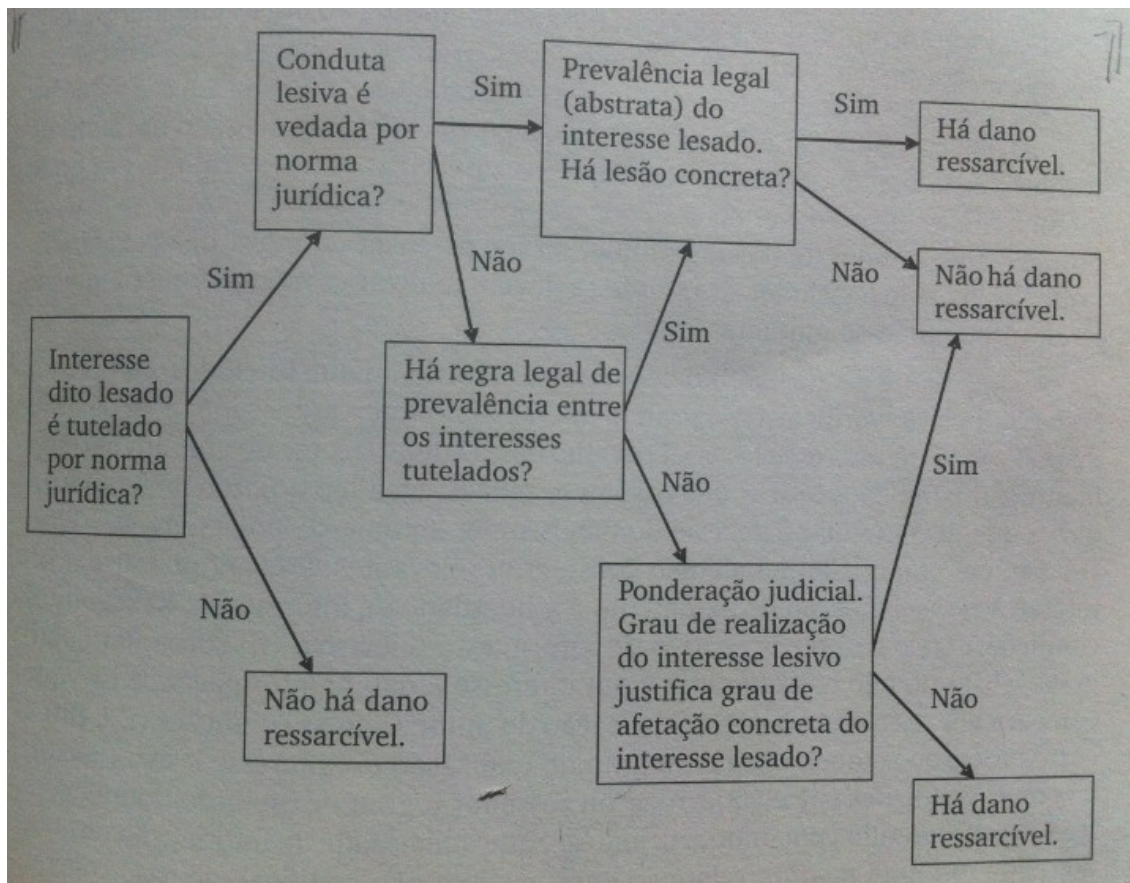 Conduta
lesiva é
vedada por
norma
jurídica?
Sim
Prevalência legal
(abstrata) do
interesse lesado.
Há lesão concreta?
Sim
Há dano
ressarcível.
Não
Não há dano
ressarcível.
Sim
Não
Interesse
dito lesado
é tutelado
por norma
jurídica?
Há regra legal de
prevalência entre
os interesses
tutelados?
Sim
Não
Ponderação judicial.
Grau de realização
do interesse lesivo
justifica grau de
afetação concreta do
interesse lesado?
Sim
Não
Há dano
ressarcível.
Não
Não há dano
ressarcível.